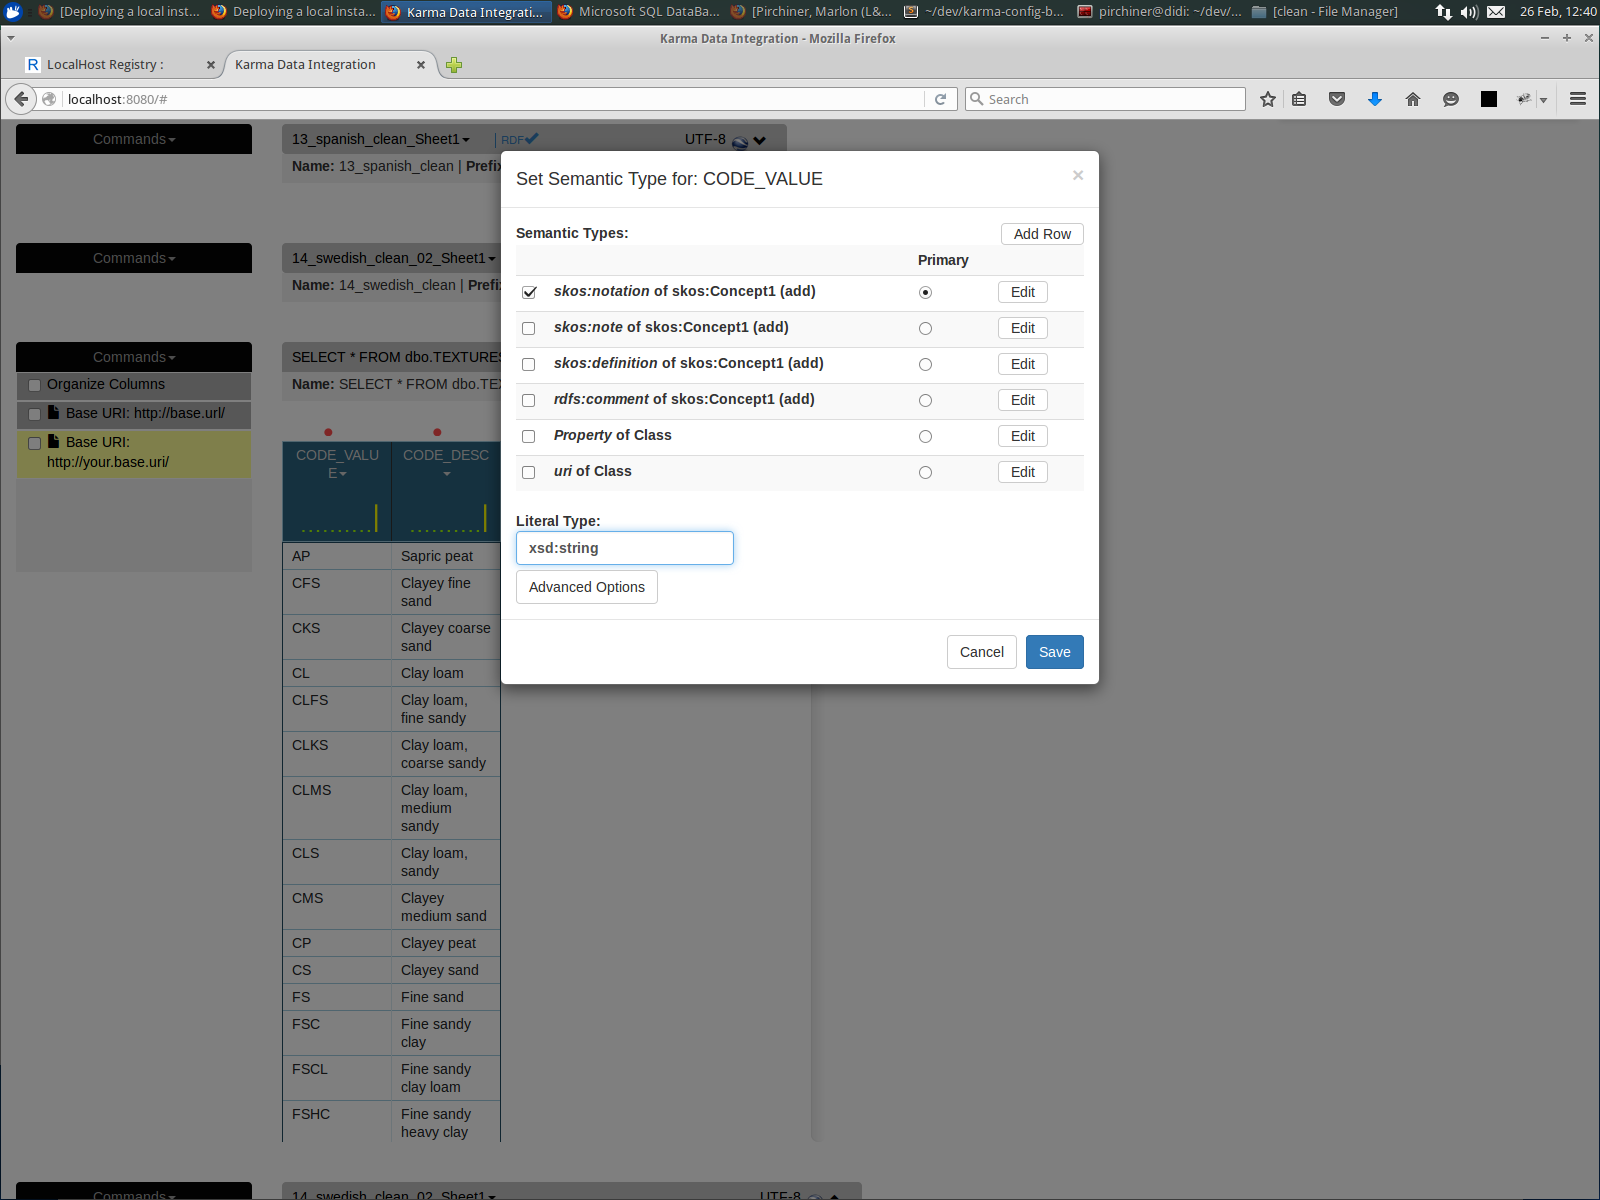 [Deploying a local inst... Deploying a local insta... Karma Data Integrati... Microsoft SQL DataBa... [Pirchiner, Marlon (L&... ~/dev/karma-config-b... pirchiner@didi: ~/dev/... [clean - File Manager] 26 Feb, 12:40
Karma Data Integration - Mozilla Firefox
R LocalHost Registry : Karma Data Integration
localhost:8080/# Search
Commands 13_spanish_clean_Sheet1 | RDF UTF-8
Name: 13_spanish_clean | Prefix
Commands 14_swedish_clean_02_Sheet1
Name: 14_swedish_clean | Prefi
Commands SELECT * FROM dbo.TEXTURES
Organize Columns Name: SELECT * FROM dbo.TE
Base URI: http://base.url/
Base URI:
http://your.base.uri/
CODE_VALU
E
CODE_DESC
AP Sapric peat
CFS Clayey fine
sand
CKS Clayey coarse
sand
CL Clay loam
CLFS Clay loam,
fine sandy
CLKS Clay loam,
coarse sandy
CLMS Clay loam,
medium
sandy
CLS Clay loam,
sandy
CMS Clayey
medium sand
CP Clayey peat
CS Clayey sand
FS Fine sand
FSC Fine sandy
clay
FSCL Fine sandy
clay loam
FSHC Fine sandy
heavy clay
Commands 14_swedish_clean_02_Sheet1 UTF-8
Set Semantic Type for: CODE_VALUE ×
Semantic Types: Add Row
Primary
skos:notation of skos:Concept1 (add) Edit
skos:note of skos:Concept1 (add) Edit
skos:definition of skos:Concept1 (add) Edit
rdfs:comment of skos:Concept1 (add) Edit
Property of Class Edit
uri of Class Edit
Literal Type:
xsd:string
Advanced Options
Cancel Save